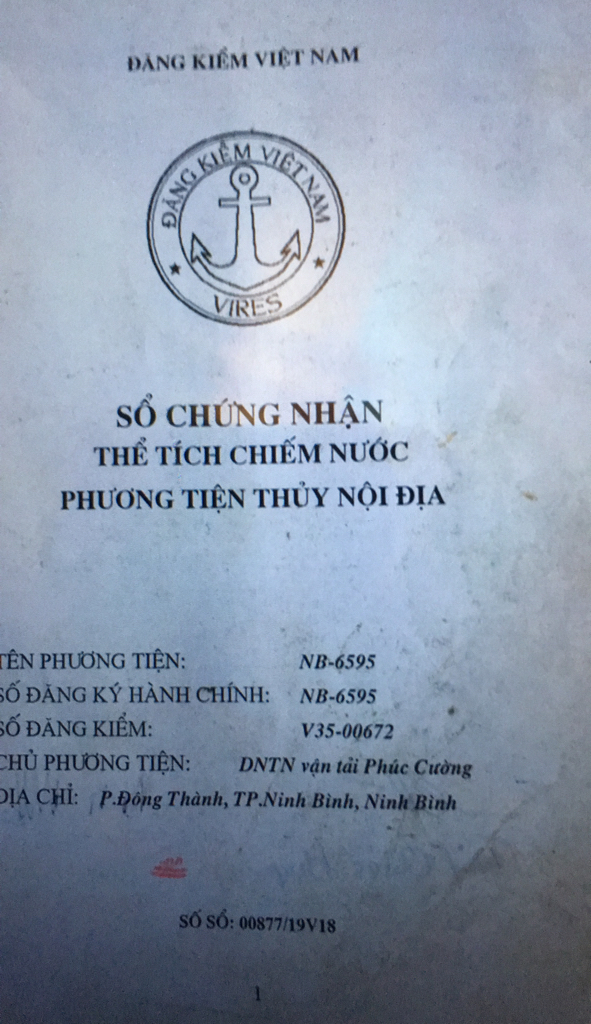 ĐĂNG KIỂM VIỆT NAM
ĐĂNG KIỂM VIỆT NAM
VIRES
SỔ CHỨNG NHẬN
THỂ TÍCH CHIẾM NƯỚC
PHƯƠNG TIỆN THỦY NỘI ĐỊA
TÊN PHƯƠNG TIỆN: NB-6595
SỐ ĐĂNG KÝ HÀNH CHÍNH: NB-6595
SỐ ĐĂNG KIỂM: V35-00672
CHỦ PHƯƠNG TIỆN: DNTN vận tải Phúc Cường
ĐỊA CHỈ: P.Đông Thành, TP.Ninh Bình, Ninh Bình
SỐ SỔ: 00877/19V18
1